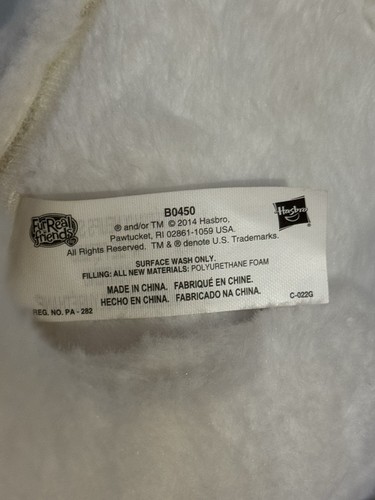 FurReal
friends
B0450
® and/or TM © 2014 Hasbro,
Pawtucket, RI 02861-1059 USA.
All Rights Reserved. TM & ® denote U.S. Trademarks.
Hasbro
SURFACE WASH ONLY.
FILLING: ALL NEW MATERIALS: POLYURETHANE FOAM
MADE IN CHINA. FABRIQUÉ EN CHINE.
HECHO EN CHINA. FABRICADO NA CHINA.
C-022G
REG. NO. PA - 282